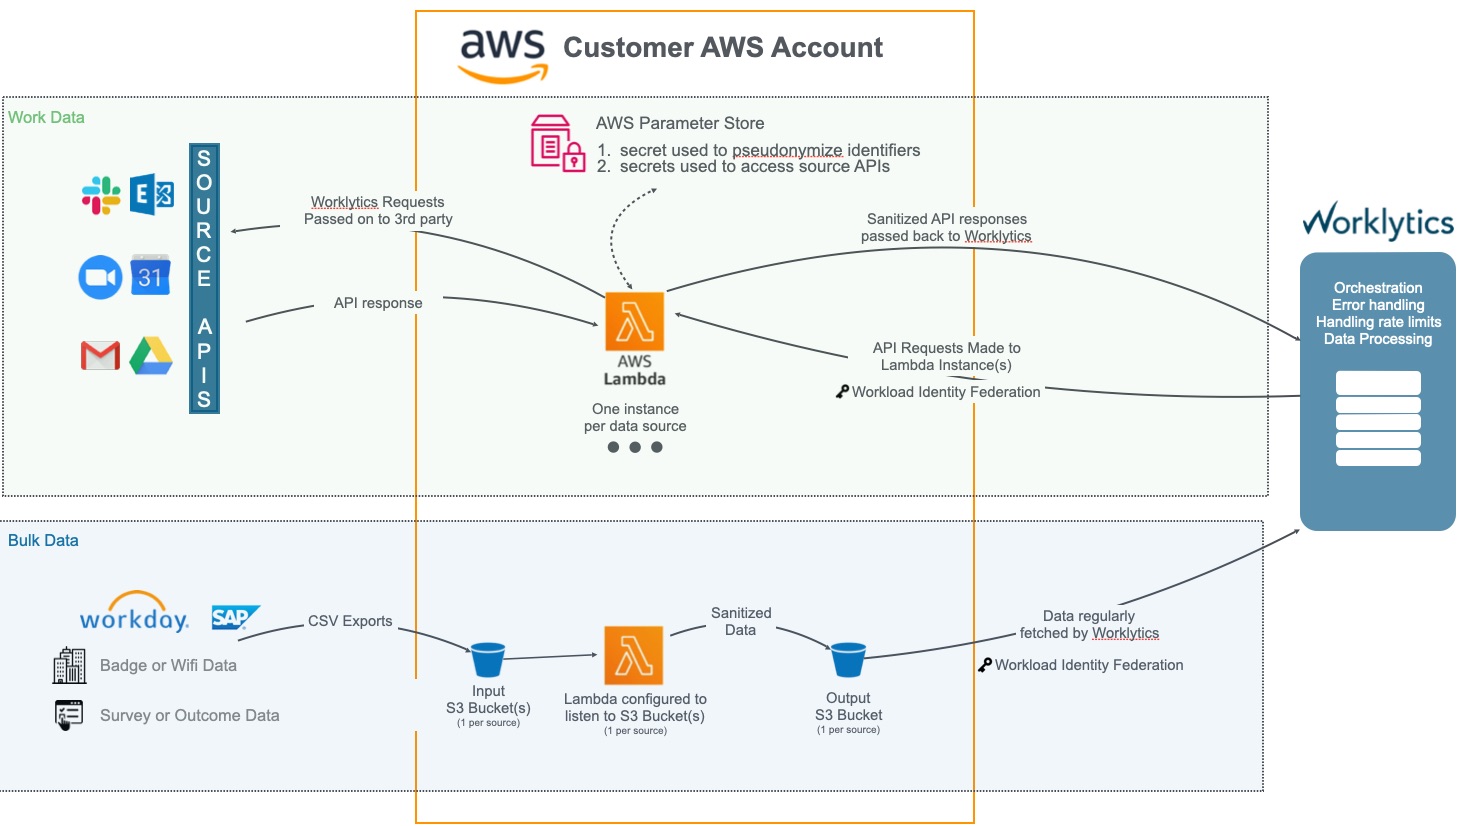 aws
Customer AWS Account
Work Data
AWS Parameter Store
1. secret used to pseudonymize identifiers
2. secrets used to access source APIs
SOURCE APIS
E
31
Worklytics Requests
Passed on to 3rd party
API response
AWS
Lambda
One instance
per data source
Sanitized API responses
passed back to Worklytics
API Requests Made to
Lambda Instance(s)
Workload Identity Federation
Worklytics
Orchestration
Error handling
Handling rate limits
Data Processing
Bulk Data
workday.
SAP
Badge or Wifi Data
Survey or Outcome Data
CSV Exports
Input
S3 Bucket(s)
(1 per source)
Lambda configured to
listen to S3 Bucket(s)
(1 per source)
Sanitized
Data
Output
S3 Bucket
(1 per source)
Data regularly
fetched by Worklytics
Workload Identity Federation